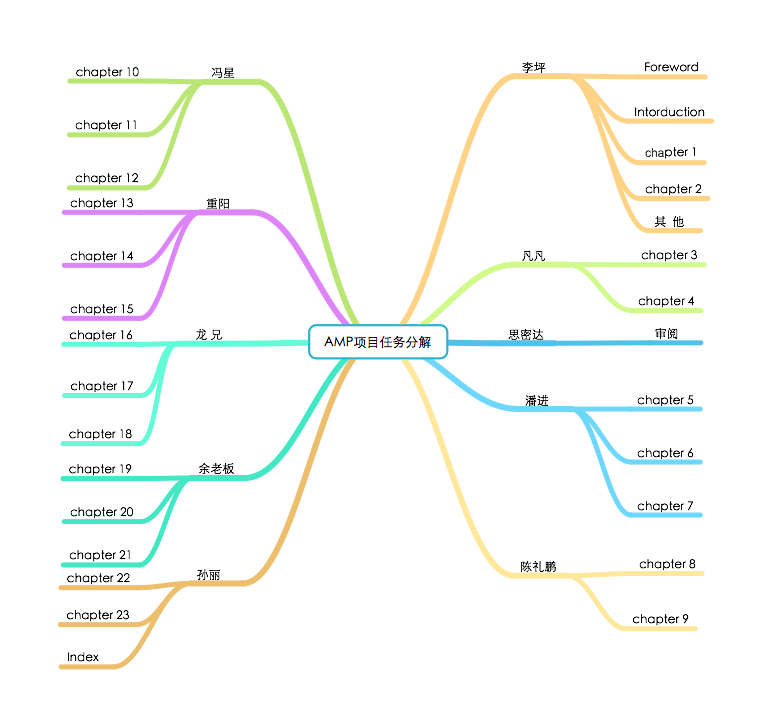 AMP项目任务分解
李坪
Foreword
Intorduction
chapter 1
chapter 2
其 他
凡凡
chapter 3
chapter 4
思密达
审阅
潘进
chapter 5
chapter 6
chapter 7
陈礼鹏
chapter 8
chapter 9
冯星
chapter 10
chapter 11
chapter 12
重阳
chapter 13
chapter 14
chapter 15
龙 兄
chapter 16
chapter 17
chapter 18
余老板
chapter 19
chapter 20
chapter 21
孙丽
chapter 22
chapter 23
Index